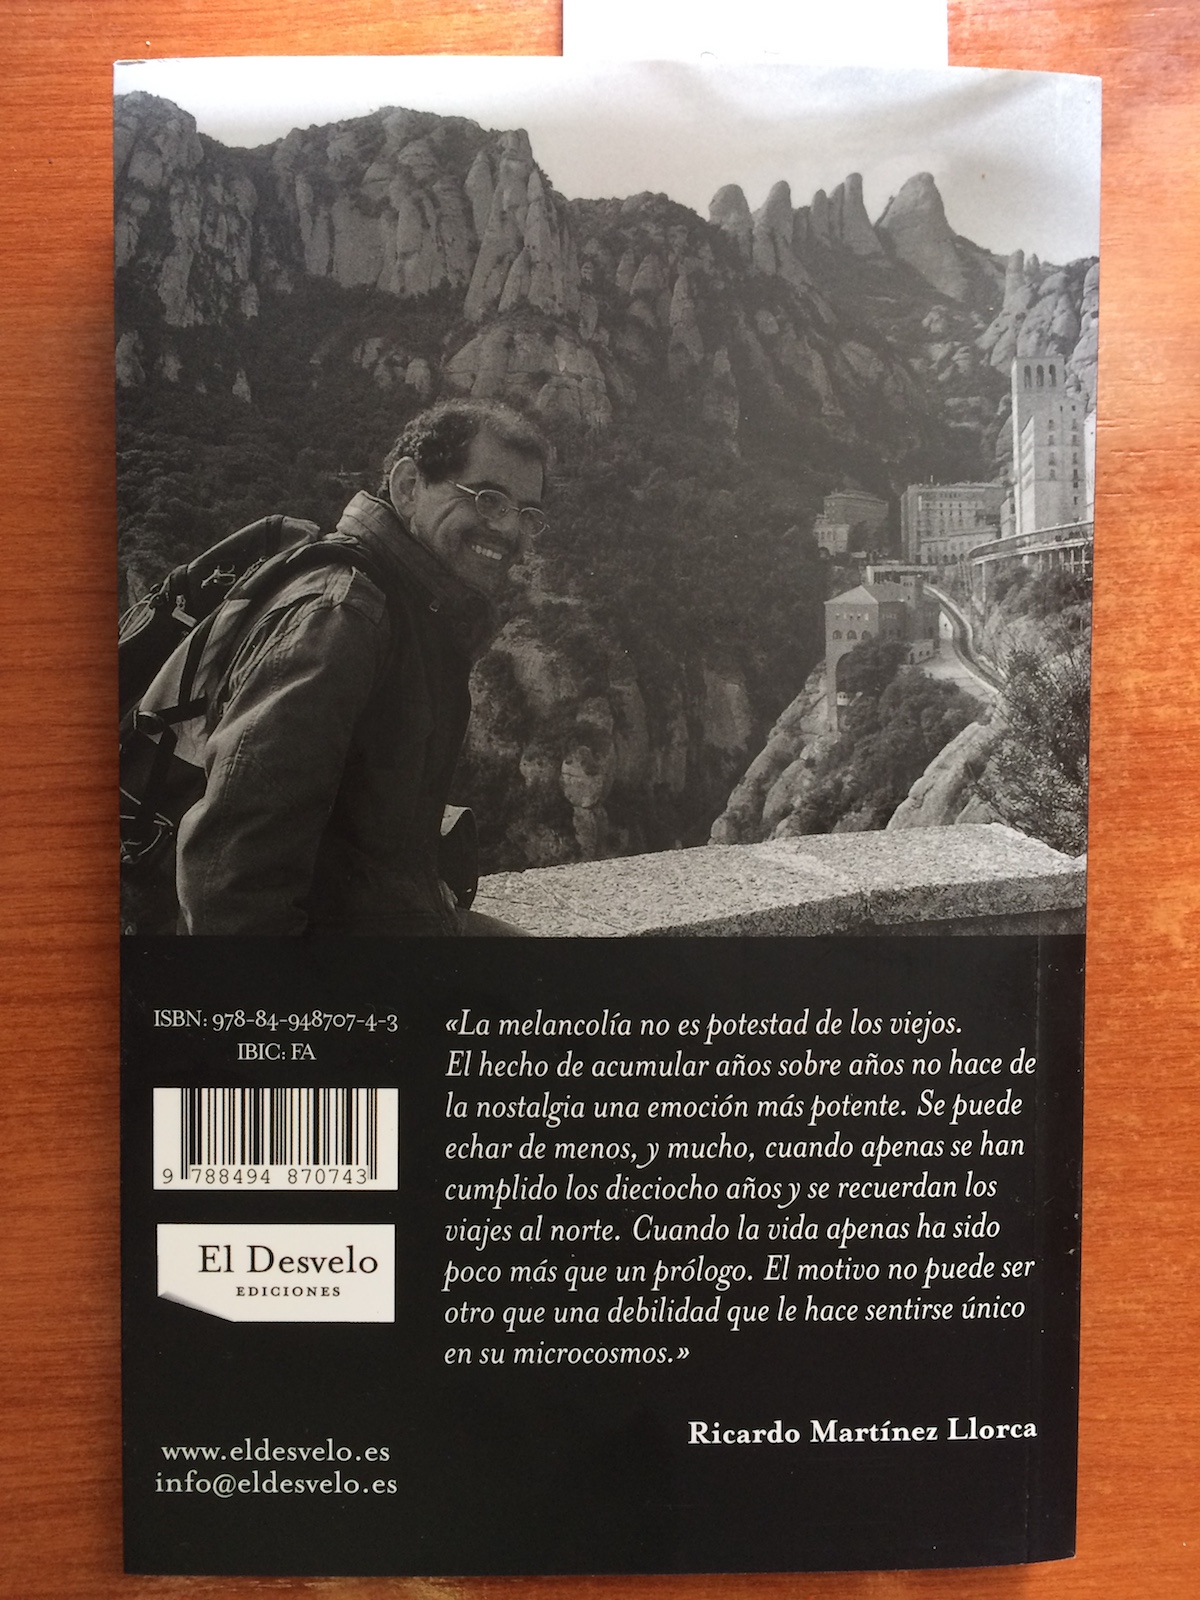 ISBN: 978-84-948707-4-3
IBIC: FA
9 788494 870743
El Desvelo
EDICIONES
www.eldesvelo.es
info@eldesvelo.es
«La melancolía no es potestad de los viejos.
El hecho de acumular años sobre años no hace de
la nostalgia una emoción más potente. Se puede
echar de menos, y mucho, cuando apenas se han
cumplido los dieciocho años y se recuerdan los
viajes al norte. Cuando la vida apenas ha sido
poco más que un prólogo. El motivo no puede ser
otro que una debilidad que le hace sentirse único
en su microcosmos.»
Ricardo Martínez Llorca